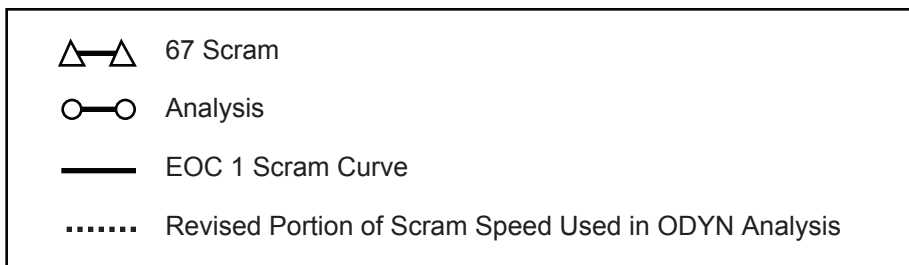 67 Scram
Analysis
EOC 1 Scram Curve
Revised Portion of Scram Speed Used in ODYN Analysis